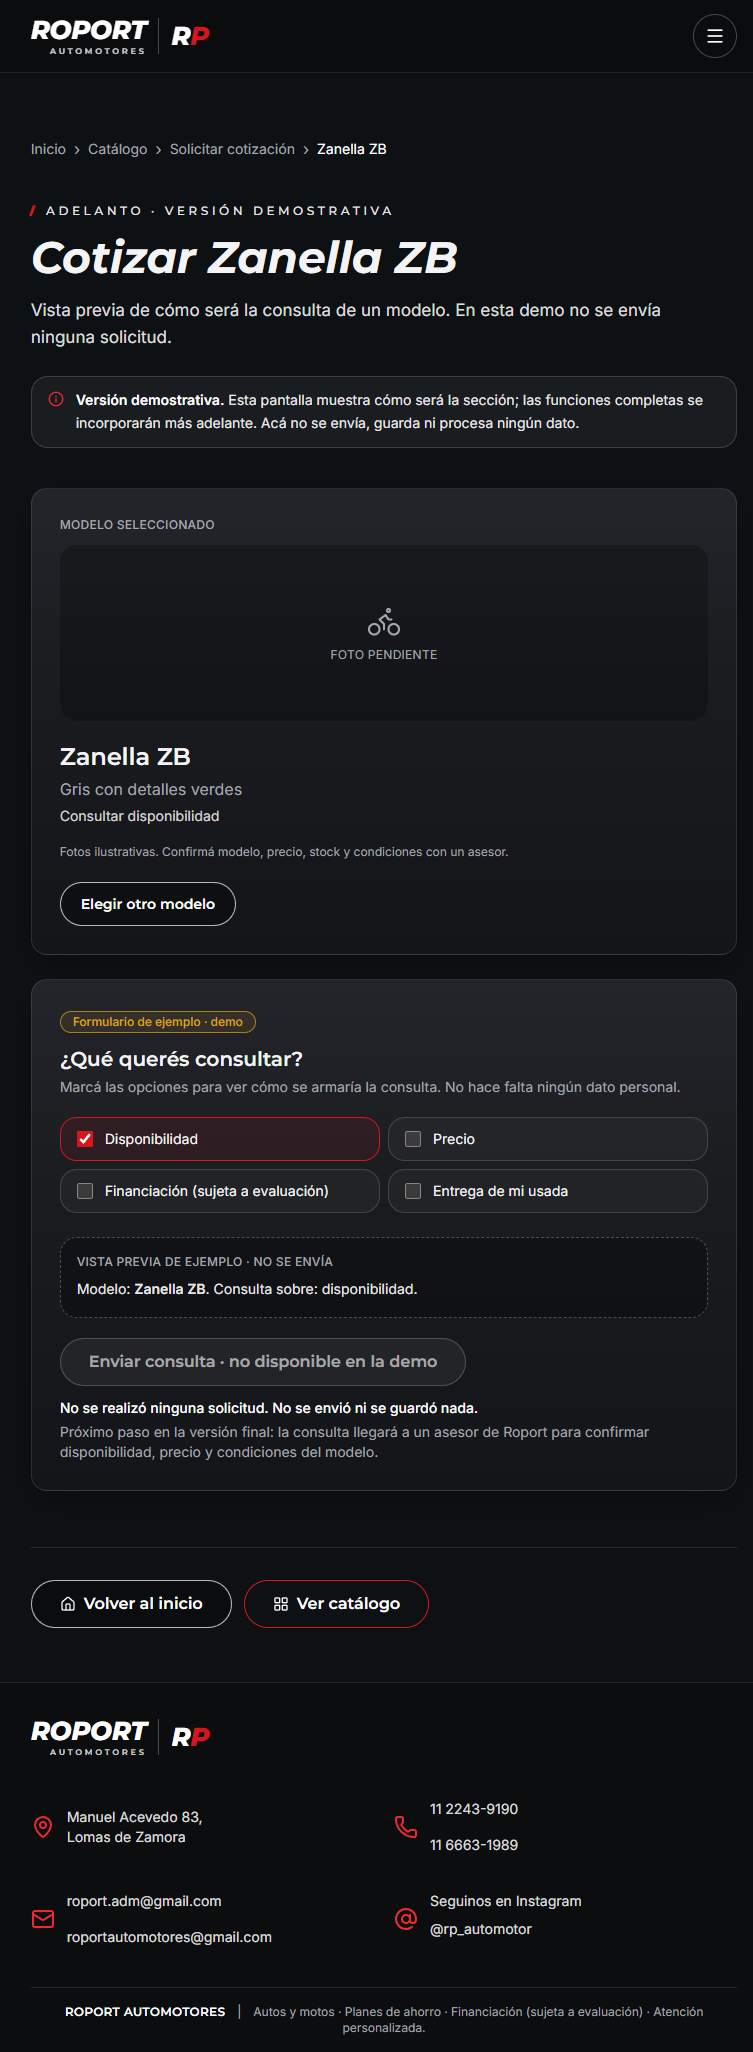 ROPORT
AUTOMOTORES
RP
Inicio > Catálogo > Solicitar cotización > Zanella ZB
ADELANTO · VERSIÓN DEMOSTRATIVA
Cotizar Zanella ZB
Vista previa de cómo será la consulta de un modelo. En esta demo no se envía
ninguna solicitud.
Versión demostrativa. Esta pantalla muestra cómo será la sección; las funciones completas se
incorporarán más adelante. Acá no se envía, guarda ni procesa ningún dato.
MODELO SELECCIONADO
FOTO PENDIENTE
Zanella ZB
Gris con detalles verdes
Consultar disponibilidad
Fotos ilustrativas. Confirmá modelo, precio, stock y condiciones con un asesor.
Elegir otro modelo
Formulario de ejemplo · demo
¿Qué querés consultar?
Marcá las opciones para ver cómo se armaría la consulta. No hace falta ningún dato personal.
Disponibilidad
Precio
Financiación (sujeta a evaluación)
Entrega de mi usada
VISTA PREVIA DE EJEMPLO · NO SE ENVÍA
Modelo: Zanella ZB. Consulta sobre: disponibilidad.
Enviar consulta · no disponible en la demo
No se realizó ninguna solicitud. No se envió ni se guardó nada.
Próximo paso en la versión final: la consulta llegará a un asesor de Roport para confirmar
disponibilidad, precio y condiciones del modelo.
Volver al inicio
Ver catálogo
ROPORT
AUTOMOTORES
RP
Manuel Acevedo 83,
Lomas de Zamora
11 2243-9190
11 6663-1989
roport.adm@gmail.com
roportautomotores@gmail.com
Seguinos en Instagram
@rp_automotor
ROPORT AUTOMOTORES | Autos y motos · Planes de ahorro · Financiación (sujeta a evaluación) · Atención
personalizada.